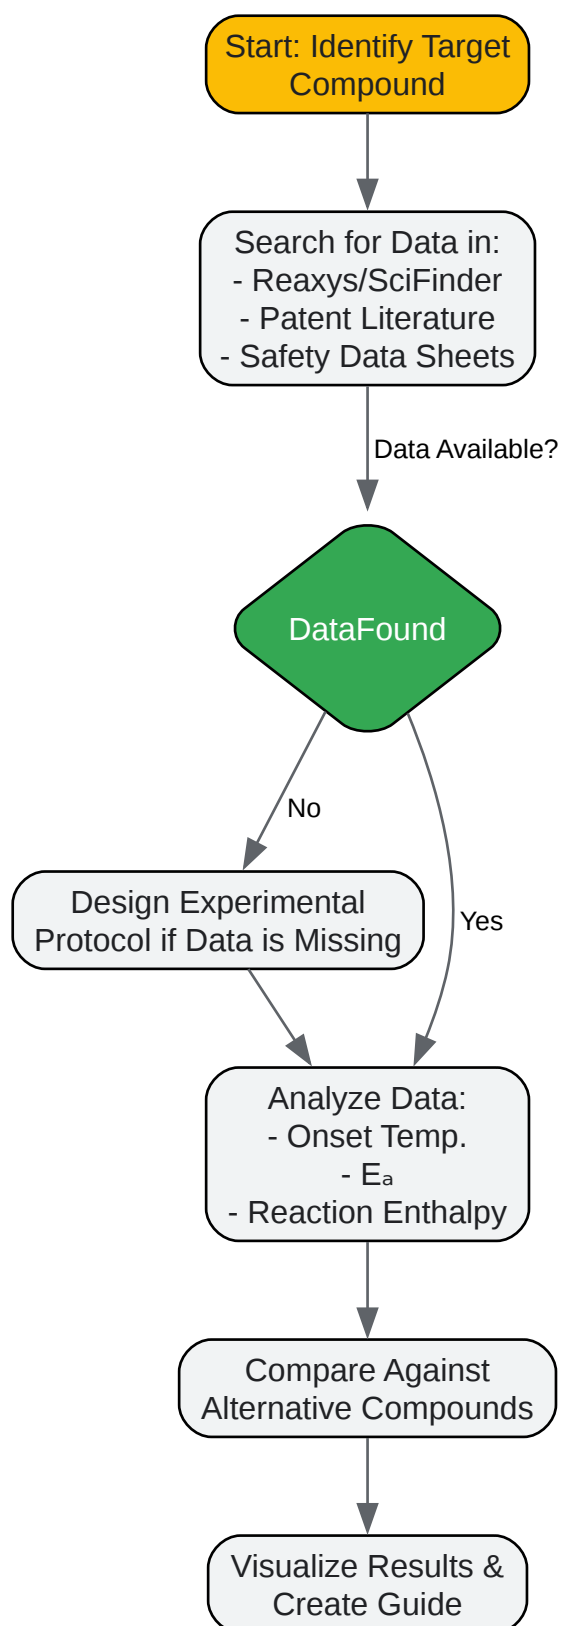 Start: Identify Target
Compound
Search for Data in:
- Reaxys/SciFinder
- Patent Literature
- Safety Data Sheets
Data Available?
DataFound
No
Design Experimental
Protocol if Data is Missing
Yes
Analyze Data:
- Onset Temp.
- Eₐ
- Reaction Enthalpy
Compare Against
Alternative Compounds
Visualize Results &
Create Guide